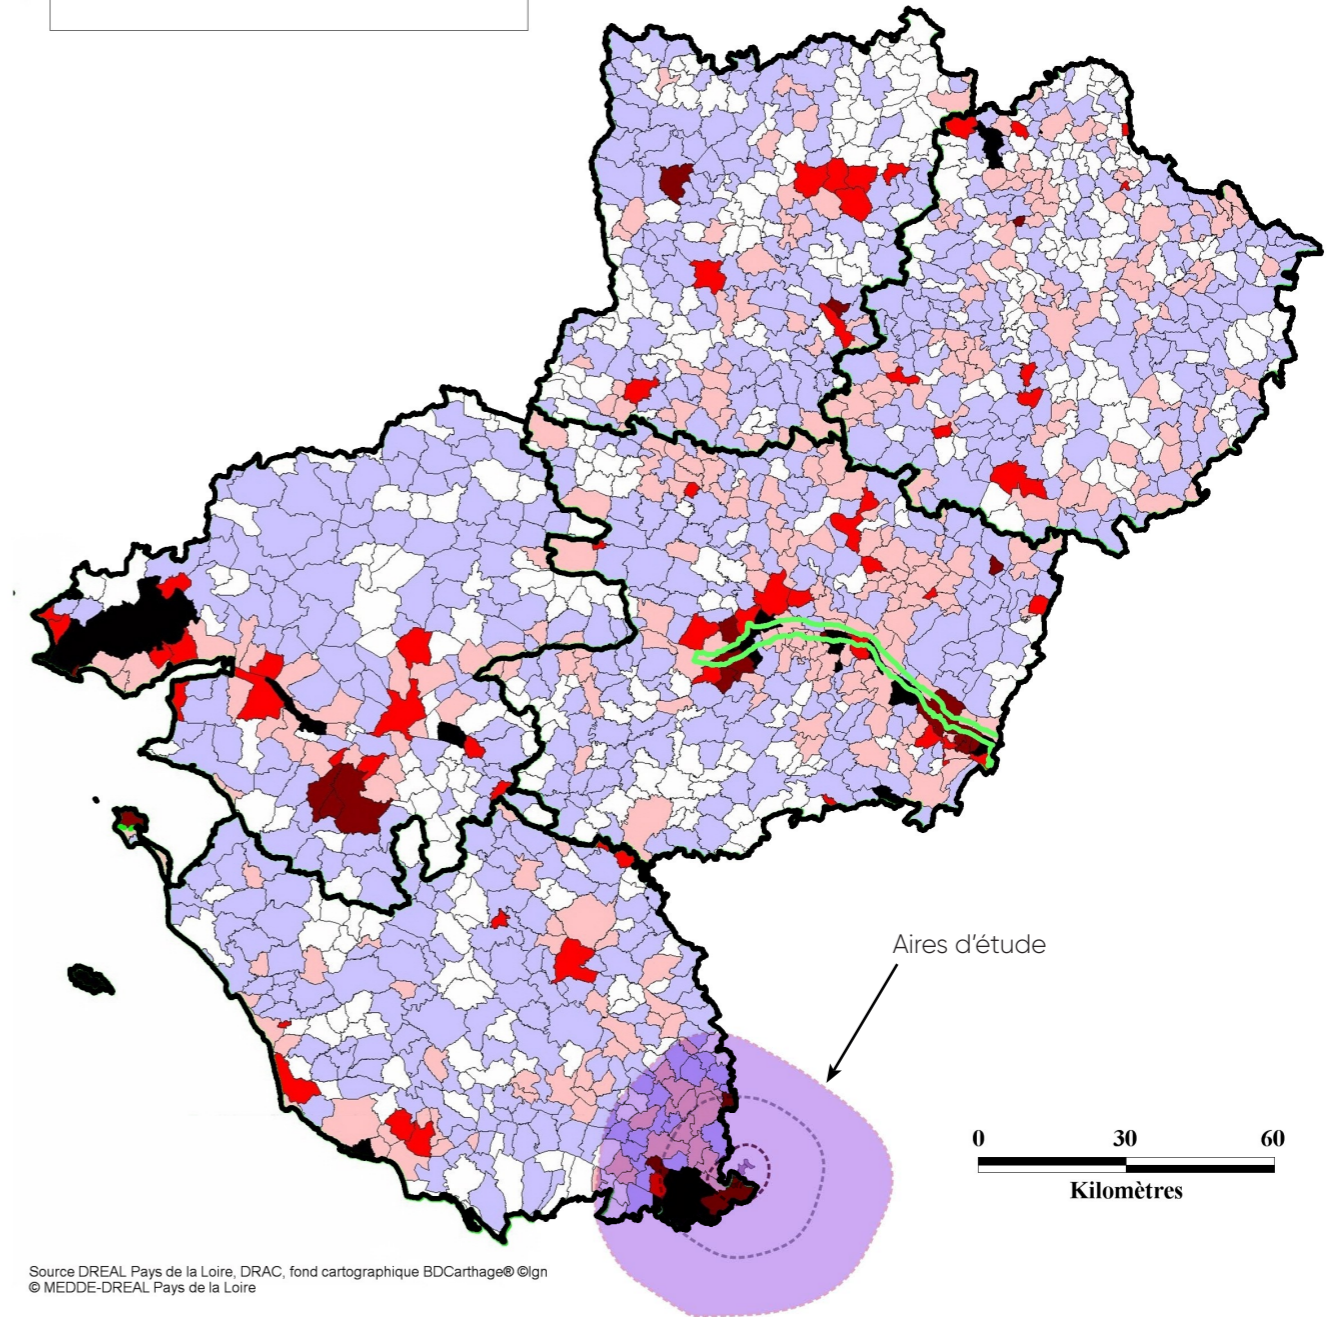 Aires d'étude
0 30 60
Kilomètres
Source DREAL Pays de la Loire, DRAC, fond cartographique BDCarthage® ©Ign
© MEDDE-DREAL Pays de la Loire